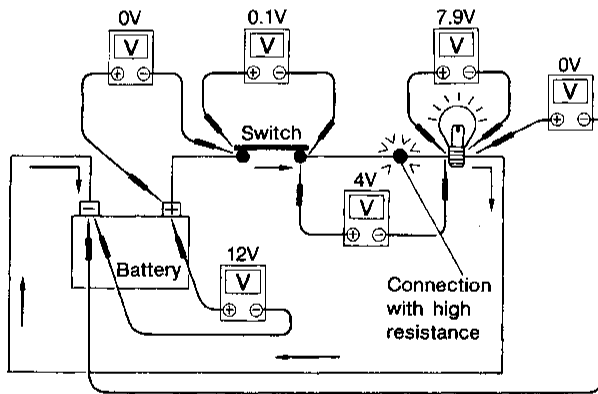 0V
0.1V
7.9V
0V
V
V
V
V
+ −
+ −
+ −
+ −
Switch
4V
V
+ −
− +
Battery
12V
V
+ −
Connection
with high
resistance